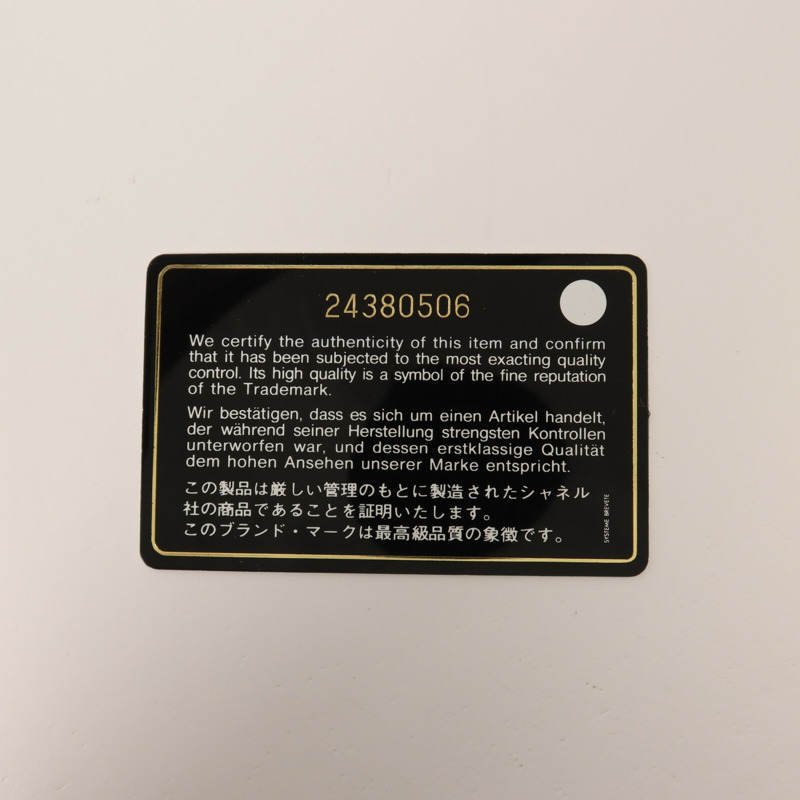 24380506
We certify the authenticity of this item and confirm
that it has been subjected to the most exacting quality
control. Its high quality is a symbol of the fine reputation
of the Trademark.
Wir bestätigen, dass es sich um einen Artikel handelt,
der während seiner Herstellung strengsten Kontrollen
unterworfen war, und dessen erstklassige Qualität
dem hohen Ansehen unserer Marke entspricht.
この製品は厳しい管理のもとに製造されたシャネル
社の商品であることを証明いたします。
このブランド・マークは最高級品質の象徴です。
SYSTEME BREVETE